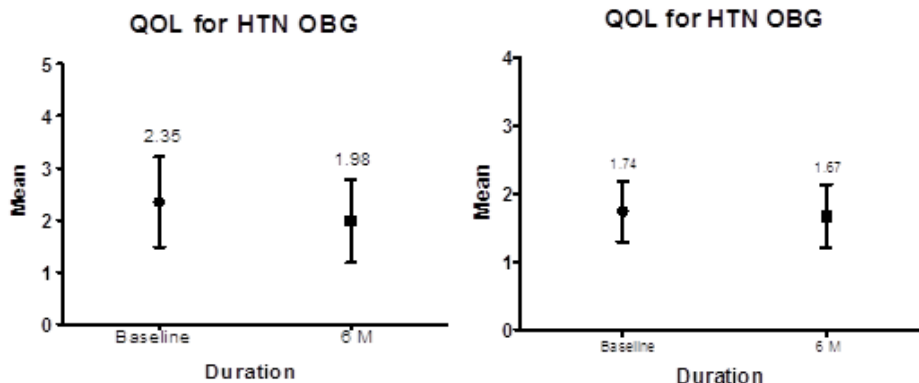 QOL for HTN OBG
5
4
3
2
1
0
Mean
2.35
1.98
Baseline
6 M
Duration
QOL for HTN OBG
4
3
2
1
0
Mean
1.74
1.67
Baseline
6 M
Duration